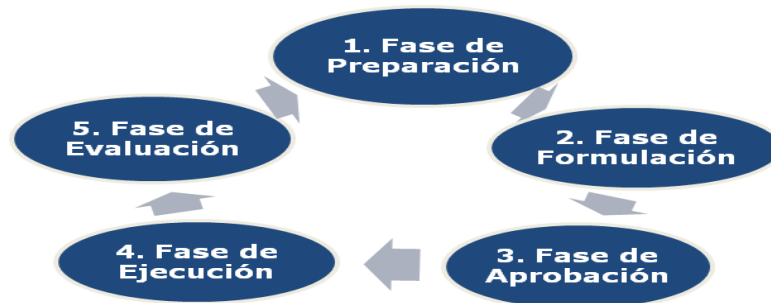 1. Fase de
Preparación
2. Fase de
Formulación
3. Fase de
Aprobación
4. Fase de
Ejecución
5. Fase de
Evaluación